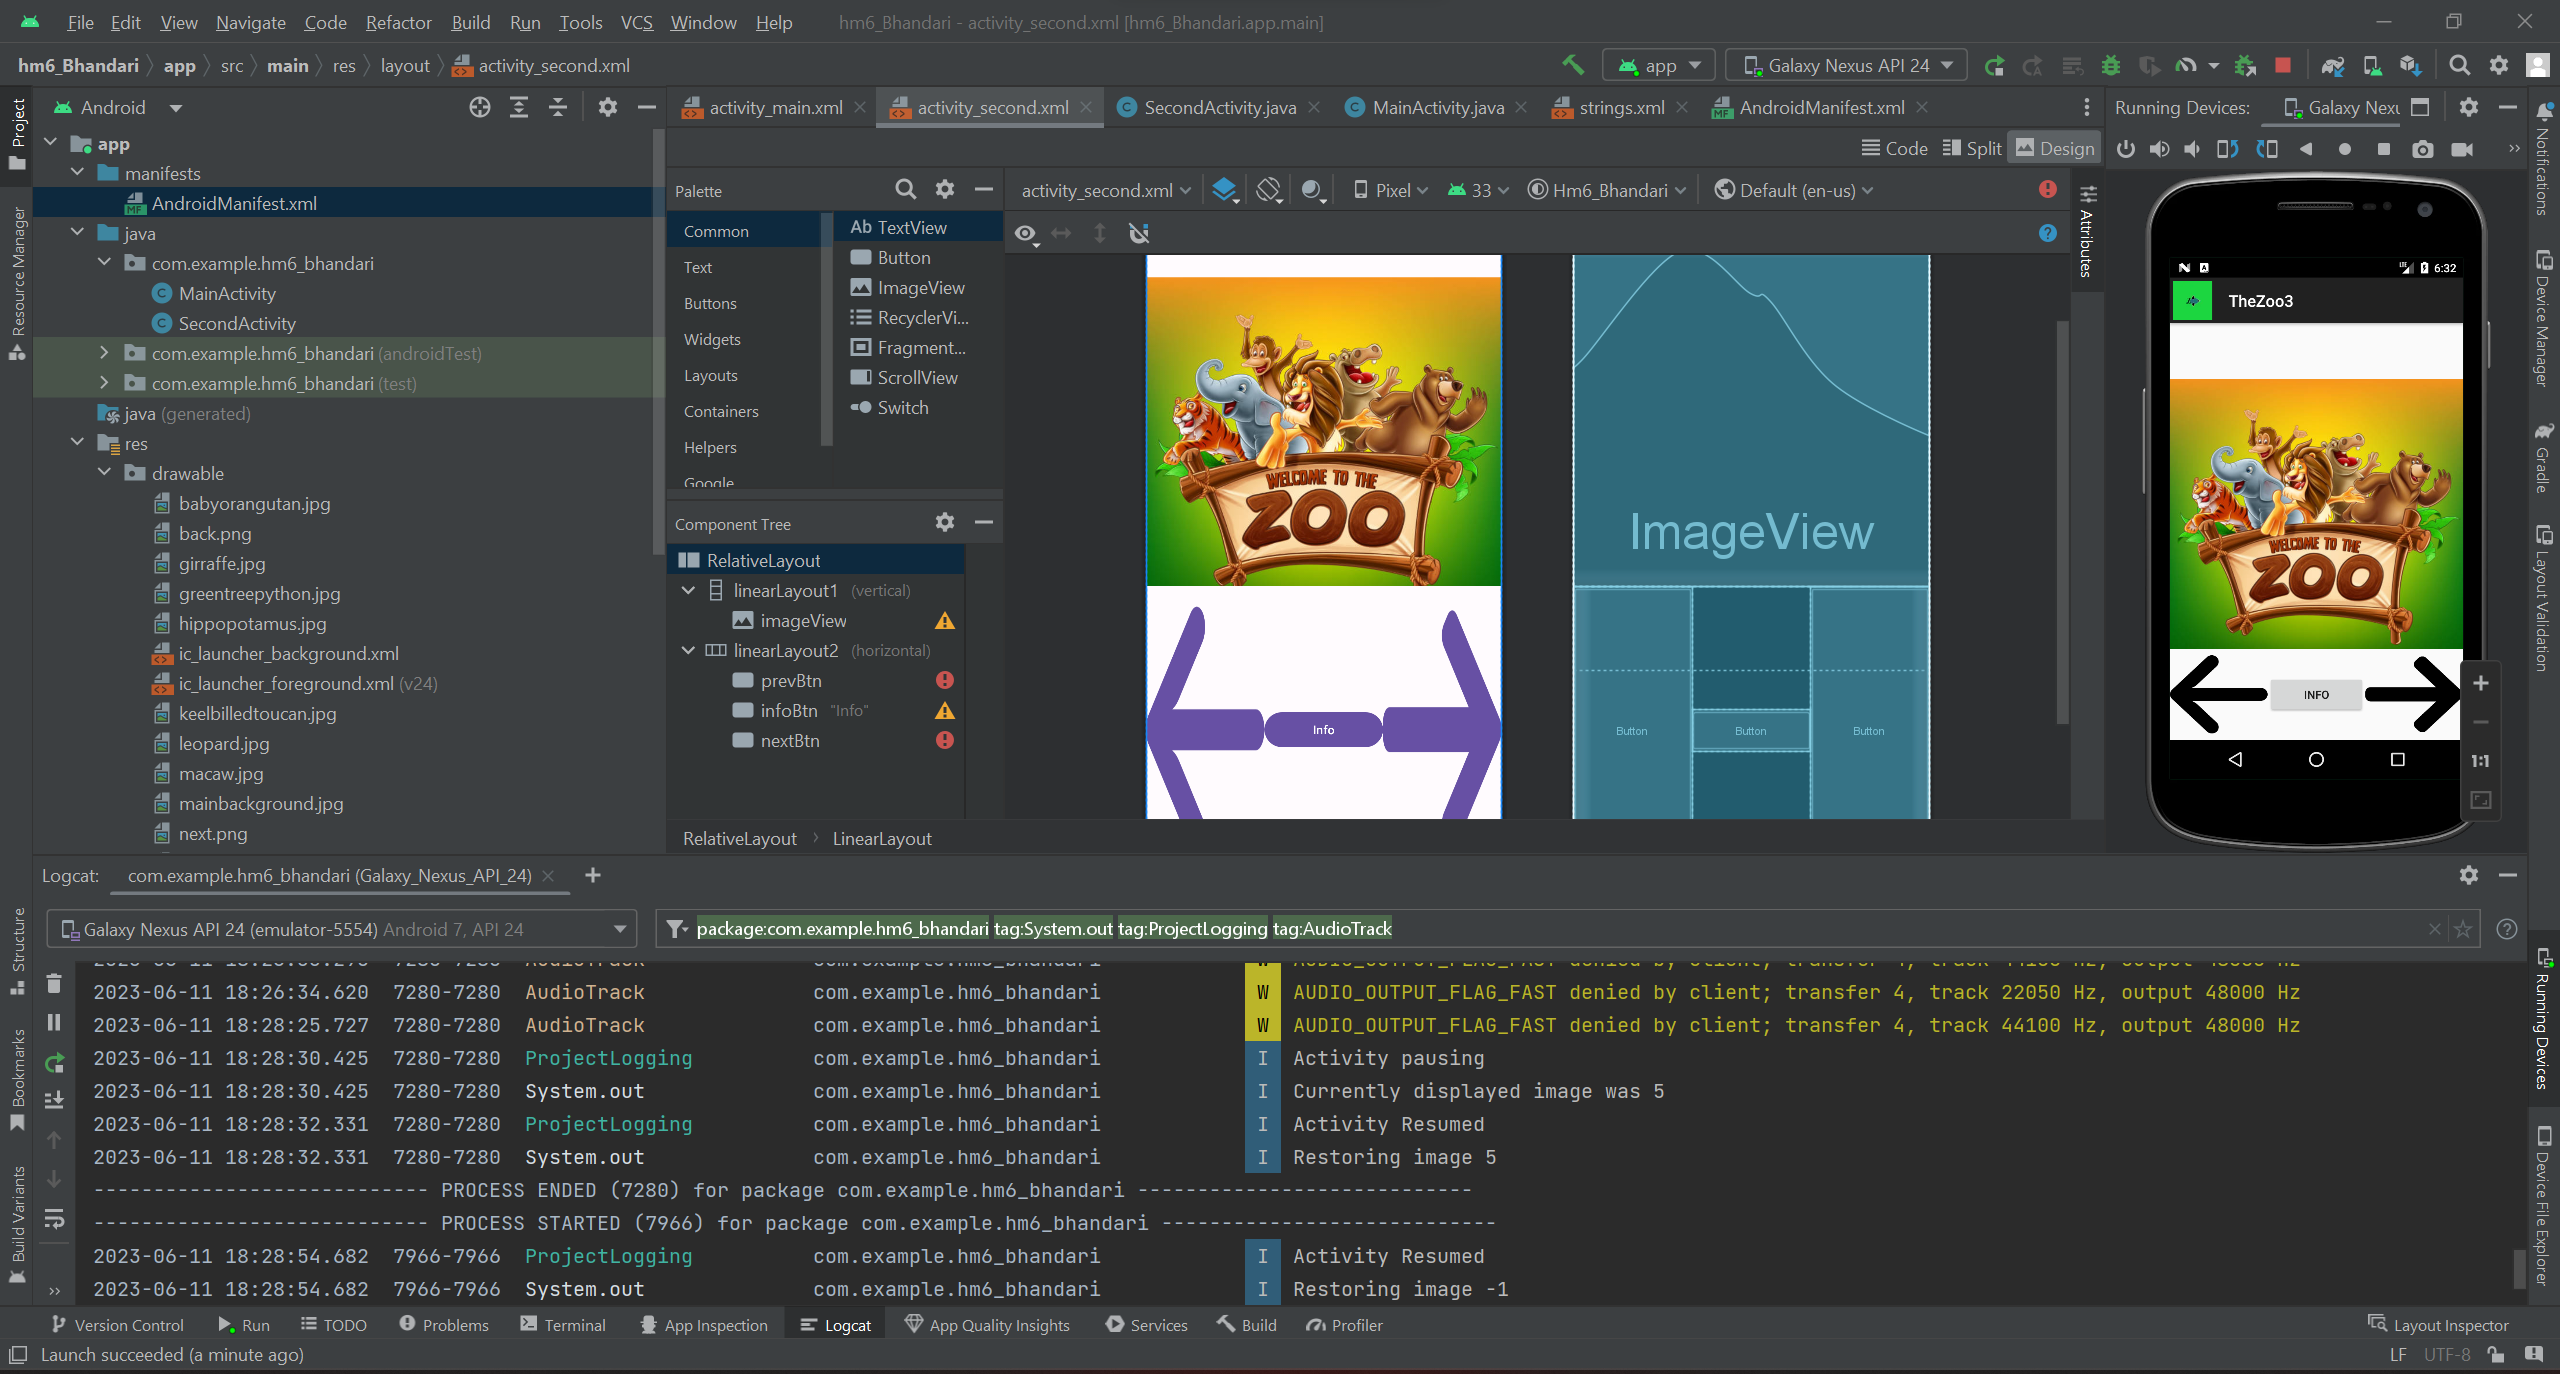 File Edit View Navigate Code Refactor Build Run Tools VCS Window Help hm6_Bhandari - activity_second.xml [hm6_Bhandari.app.main]
hm6_Bhandari app src main res layout activity_second.xml app Galaxy Nexus API 24
Project
Resource Manager
Structure
Bookmarks
Build Variants
Android
app
manifests
AndroidManifest.xml
java
com.example.hm6_bhandari
MainActivity
SecondActivity
com.example.hm6_bhandari (androidTest)
com.example.hm6_bhandari (test)
java (generated)
res
drawable
babyorangutan.jpg
back.png
girraffe.jpg
greentreepython.jpg
hippopotamus.jpg
ic_launcher_background.xml
ic_launcher_foreground.xml (v24)
keelbilledtoucan.jpg
leopard.jpg
macaw.jpg
mainbackground.jpg
next.png
activity_main.xml activity_second.xml SecondActivity.java MainActivity.java strings.xml AndroidManifest.xml
Code Split Design
Palette
Common
Text
Buttons
Widgets
Layouts
Containers
Helpers
Google
Ab TextView
Button
ImageView
RecyclerVi...
Fragment...
ScrollView
Switch
Component Tree
RelativeLayout
linearLayout1 (vertical)
imageView
linearLayout2 (horizontal)
prevBtn
infoBtn "Info"
nextBtn
activity_second.xml Pixel 33 Hm6_Bhandari Default (en-us)
WELCOME TO THE
ZOO
Info
ImageView
Button Button Button
RelativeLayout LinearLayout
Attributes
Running Devices: Galaxy Nexu
LTE 6:32
TheZoo3
WELCOME TO THE
ZOO
INFO
1:1
Notifications
Device Manager
Gradle
Layout Validation
Running Devices
Device File Explorer
Logcat: com.example.hm6_bhandari (Galaxy_Nexus_API_24)
Galaxy Nexus API 24 (emulator-5554) Android 7, API 24 package:com.example.hm6_bhandari tag:System.out tag:ProjectLogging tag:AudioTrack
2023-06-11 18:26:34.620 7280-7280 AudioTrack com.example.hm6_bhandari W AUDIO_OUTPUT_FLAG_FAST denied by client; transfer 4, track 22050 Hz, output 48000 Hz
2023-06-11 18:28:25.727 7280-7280 AudioTrack com.example.hm6_bhandari W AUDIO_OUTPUT_FLAG_FAST denied by client; transfer 4, track 44100 Hz, output 48000 Hz
2023-06-11 18:28:30.425 7280-7280 ProjectLogging com.example.hm6_bhandari I Activity pausing
2023-06-11 18:28:30.425 7280-7280 System.out com.example.hm6_bhandari I Currently displayed image was 5
2023-06-11 18:28:32.331 7280-7280 ProjectLogging com.example.hm6_bhandari I Activity Resumed
2023-06-11 18:28:32.331 7280-7280 System.out com.example.hm6_bhandari I Restoring image 5
---------------------------- PROCESS ENDED (7280) for package com.example.hm6_bhandari ----------------------------
---------------------------- PROCESS STARTED (7966) for package com.example.hm6_bhandari ----------------------------
2023-06-11 18:28:54.682 7966-7966 ProjectLogging com.example.hm6_bhandari I Activity Resumed
2023-06-11 18:28:54.682 7966-7966 System.out com.example.hm6_bhandari I Restoring image -1
Version Control Run TODO Problems Terminal App Inspection Logcat App Quality Insights Services Build Profiler Layout Inspector
Launch succeeded (a minute ago) LF UTF-8